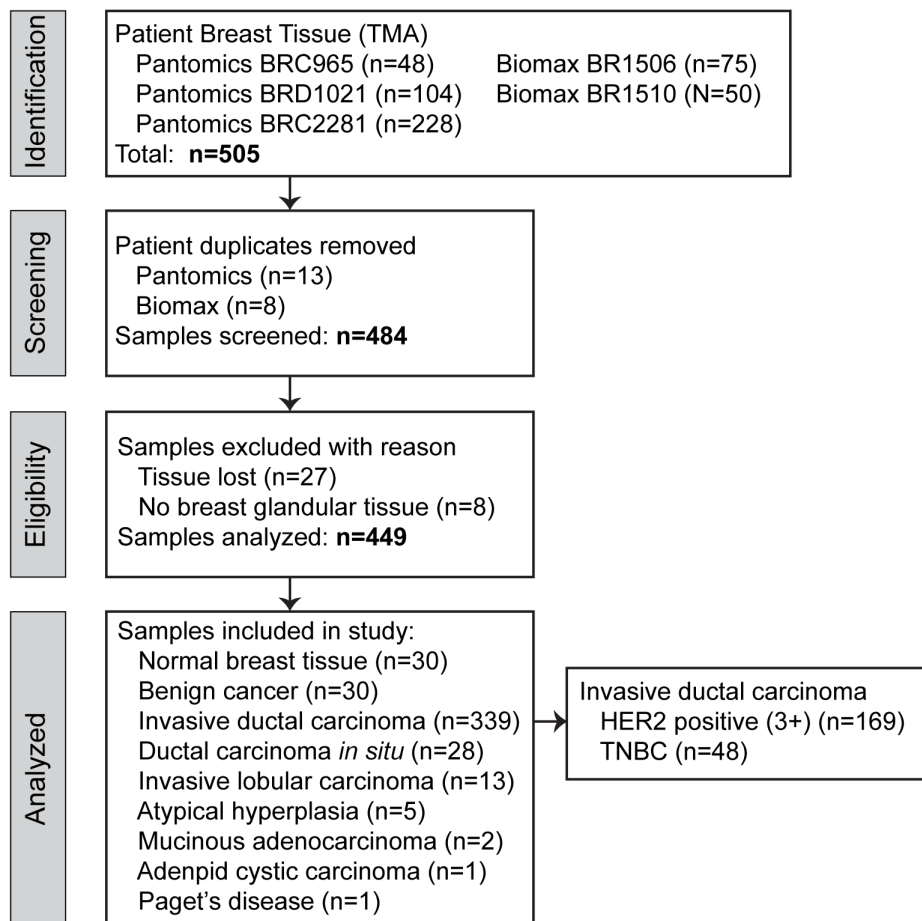 Identification
Patient Breast Tissue (TMA)
Pantomics BRC965 (n=48)
Biomax BR1506 (n=75)
Pantomics BRD1021 (n=104)
Biomax BR1510 (N=50)
Pantomics BRC2281 (n=228)
Total: n=505
Screening
Patient duplicates removed
Pantomics (n=13)
Biomax (n=8)
Samples screened: n=484
Eligibility
Samples excluded with reason
Tissue lost (n=27)
No breast glandular tissue (n=8)
Samples analyzed: n=449
Analyzed
Samples included in study:
Normal breast tissue (n=30)
Benign cancer (n=30)
Invasive ductal carcinoma (n=339)
Ductal carcinoma in situ (n=28)
Invasive lobular carcinoma (n=13)
Atypical hyperplasia (n=5)
Mucinous adenocarcinoma (n=2)
Adenpid cystic carcinoma (n=1)
Paget's disease (n=1)
Invasive ductal carcinoma
HER2 positive (3+) (n=169)
TNBC (n=48)